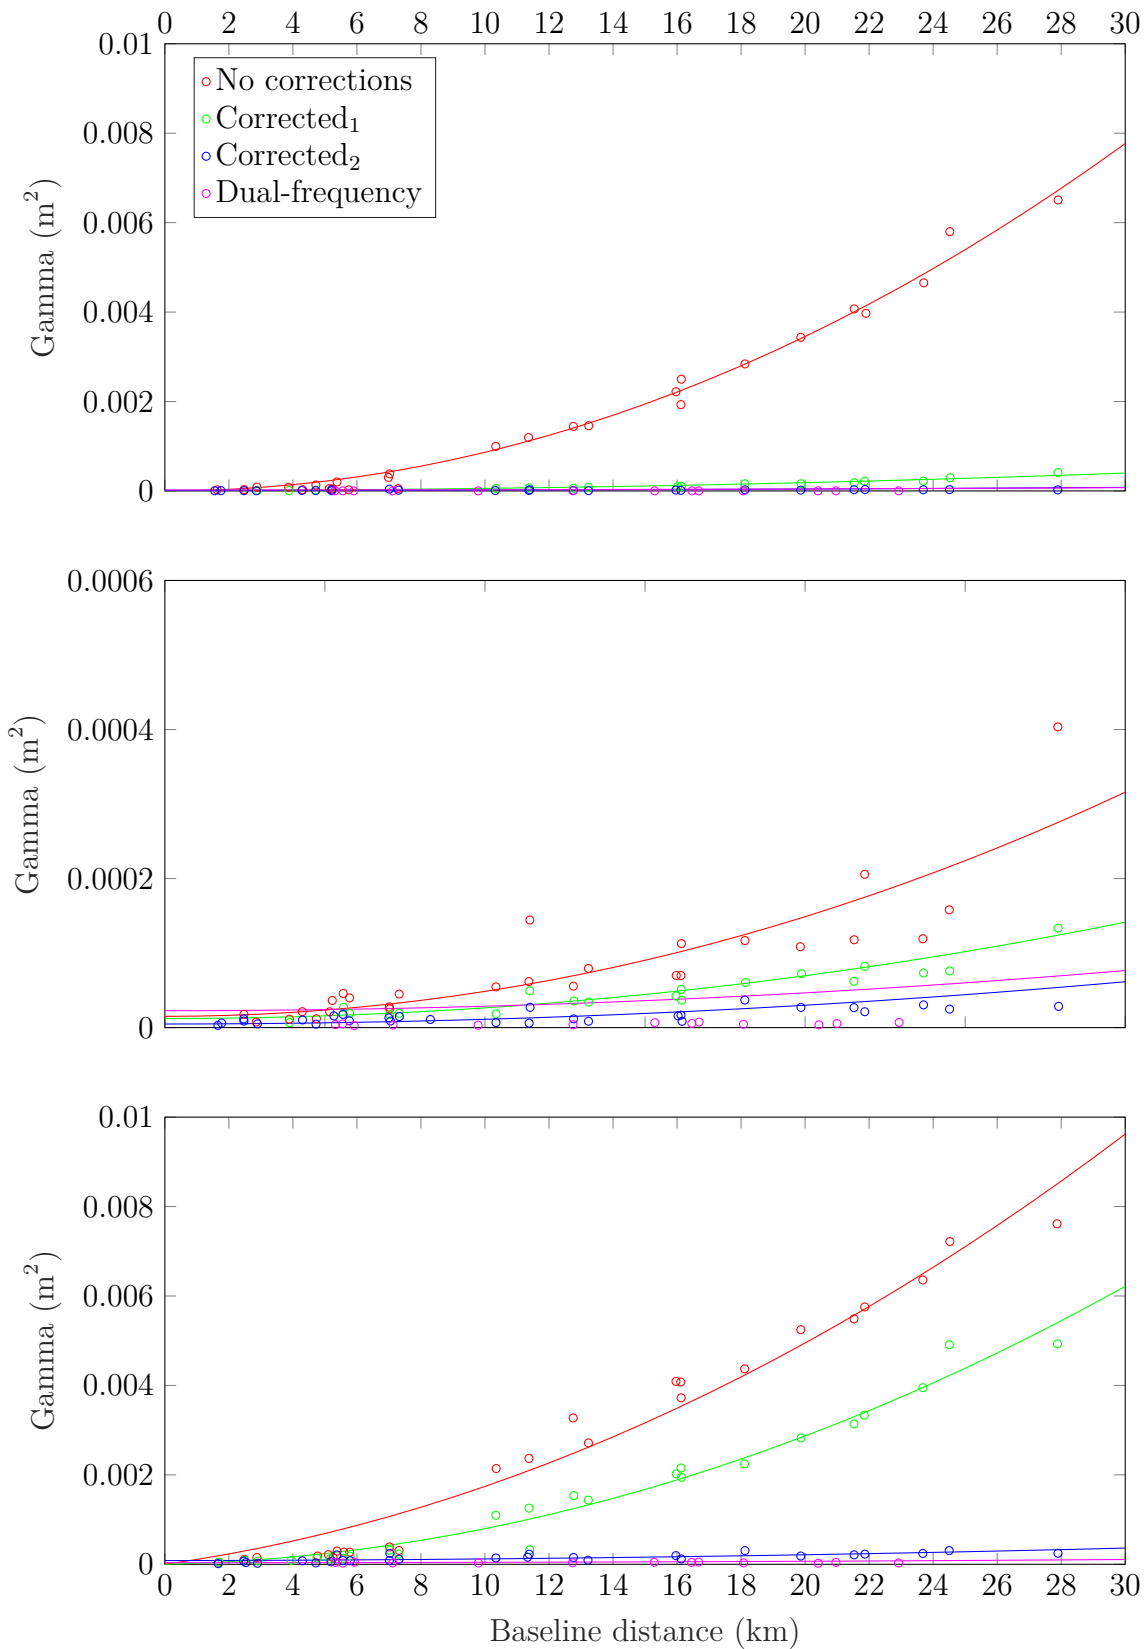 0 2 4 6 8 10 12 14 16 18 20 22 24 26 28 30
0.01
0.008
0.006
0.004
0.002
0
Gamma (m²)
No corrections
Corrected₁
Corrected₂
Dual-frequency
0.0006
0.0004
0.0002
0
Gamma (m²)
0.01
0.008
0.006
0.004
0.002
0
Gamma (m²)
0 2 4 6 8 10 12 14 16 18 20 22 24 26 28 30
Baseline distance (km)